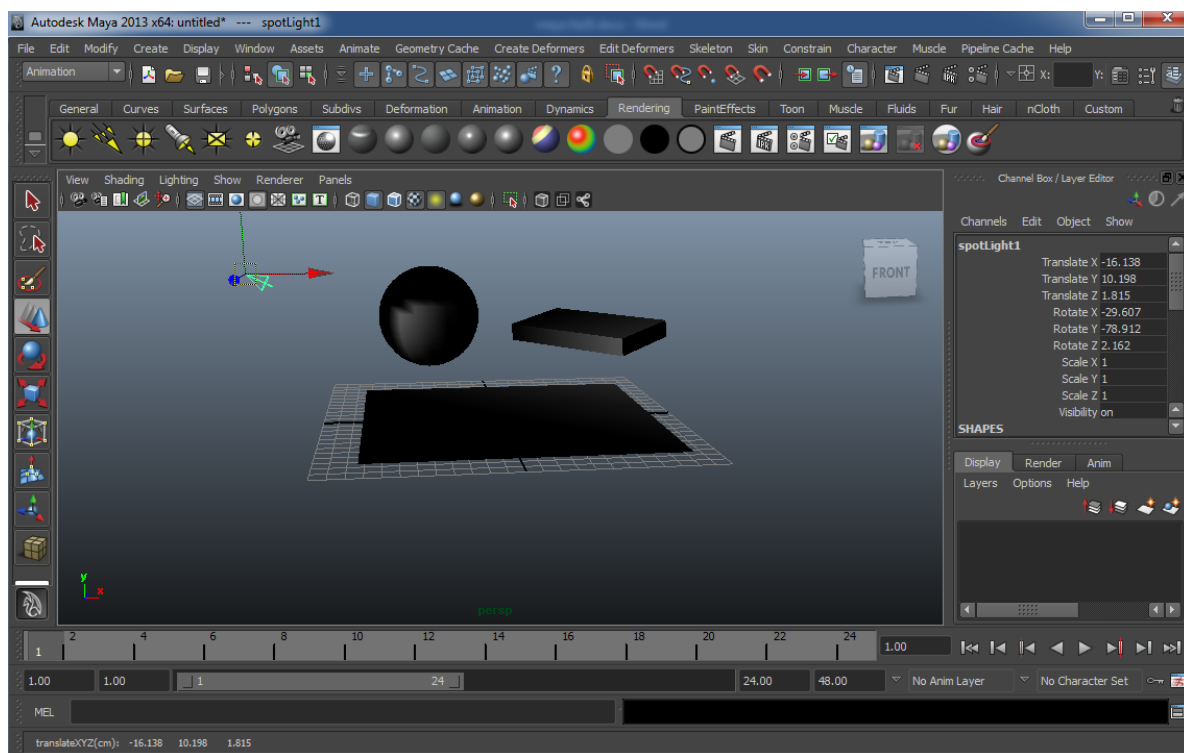 Autodesk Maya 2013 x64: untitled* --- spotLight1
File Edit Modify Create Display Window Assets Animate Geometry Cache Create Deformers Edit Deformers Skeleton Skin Constrain Character Muscle Pipeline Cache Help
Animation X: Y:
General Curves Surfaces Polygons Subdivs Deformation Animation Dynamics Rendering PaintEffects Toon Muscle Fluids Fur Hair nCloth Custom
View Shading Lighting Show Renderer Panels
Channel Box / Layer Editor
Channels Edit Object Show
spotLight1
Translate X -16.138
Translate Y 10.198
Translate Z 1.815
Rotate X -29.607
Rotate Y -78.912
Rotate Z 2.162
Scale X 1
Scale Y 1
Scale Z 1
Visibility on
SHAPES
FRONT
Display Render Anim
Layers Options Help
y
x
persp
1 2 4 6 8 10 12 14 16 18 20 22 24 1.00
1.00 1.00 1 24 24.00 48.00 No Anim Layer No Character Set
MEL
translateXYZ(cm): -16.138 10.198 1.815